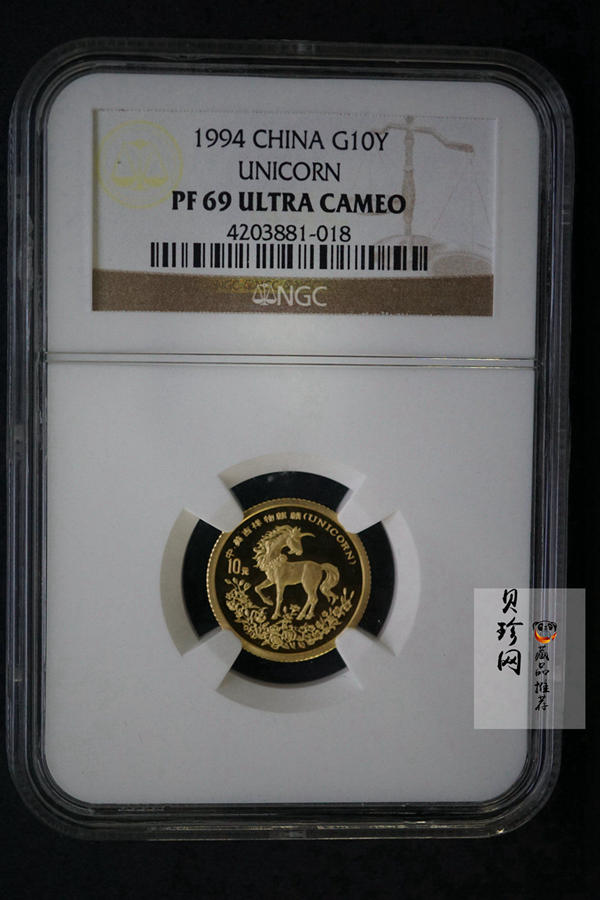 1994 CHINA G10Y
UNICORN
PF 69 ULTRA CAMEO
4203881-018
NGC
中华吉祥物麒麟(UNICORN)
10元
贝珍网
藏品推荐